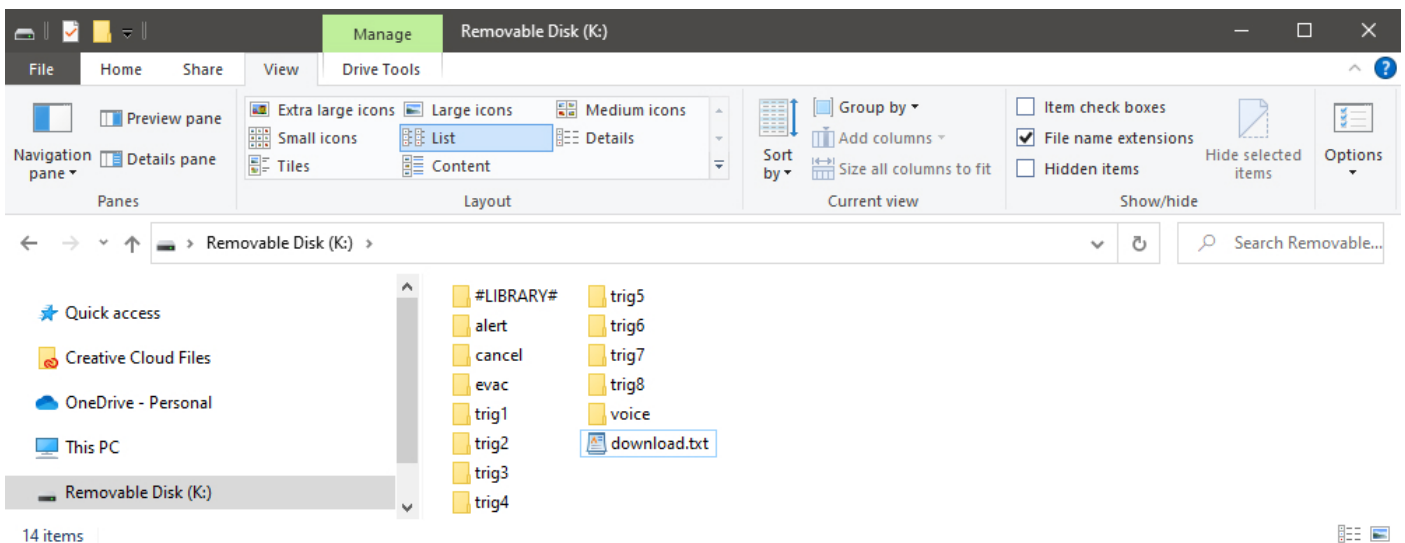 Manage Removable Disk (K:)
File Home Share View Drive Tools
Navigation pane
Preview pane
Details pane
Panes
Extra large icons Large icons Medium icons
Small icons List Details
Tiles Content
Layout
Sort by
Group by
Add columns
Size all columns to fit
Current view
Item check boxes
File name extensions
Hidden items
Hide selected items
Show/hide
Options
Removable Disk (K:)
Search Removable...
Quick access
Creative Cloud Files
OneDrive - Personal
This PC
Removable Disk (K:)
#LIBRARY#
alert
cancel
evac
trig1
trig2
trig3
trig4
trig5
trig6
trig7
trig8
voice
download.txt
14 items